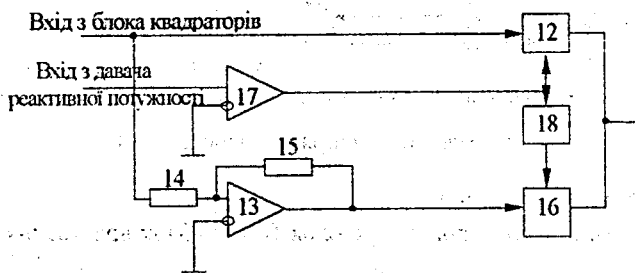 Вхід з блока квадраторів
12
Вхід з давача
реактивної потужності
17
18
15
14
13
16